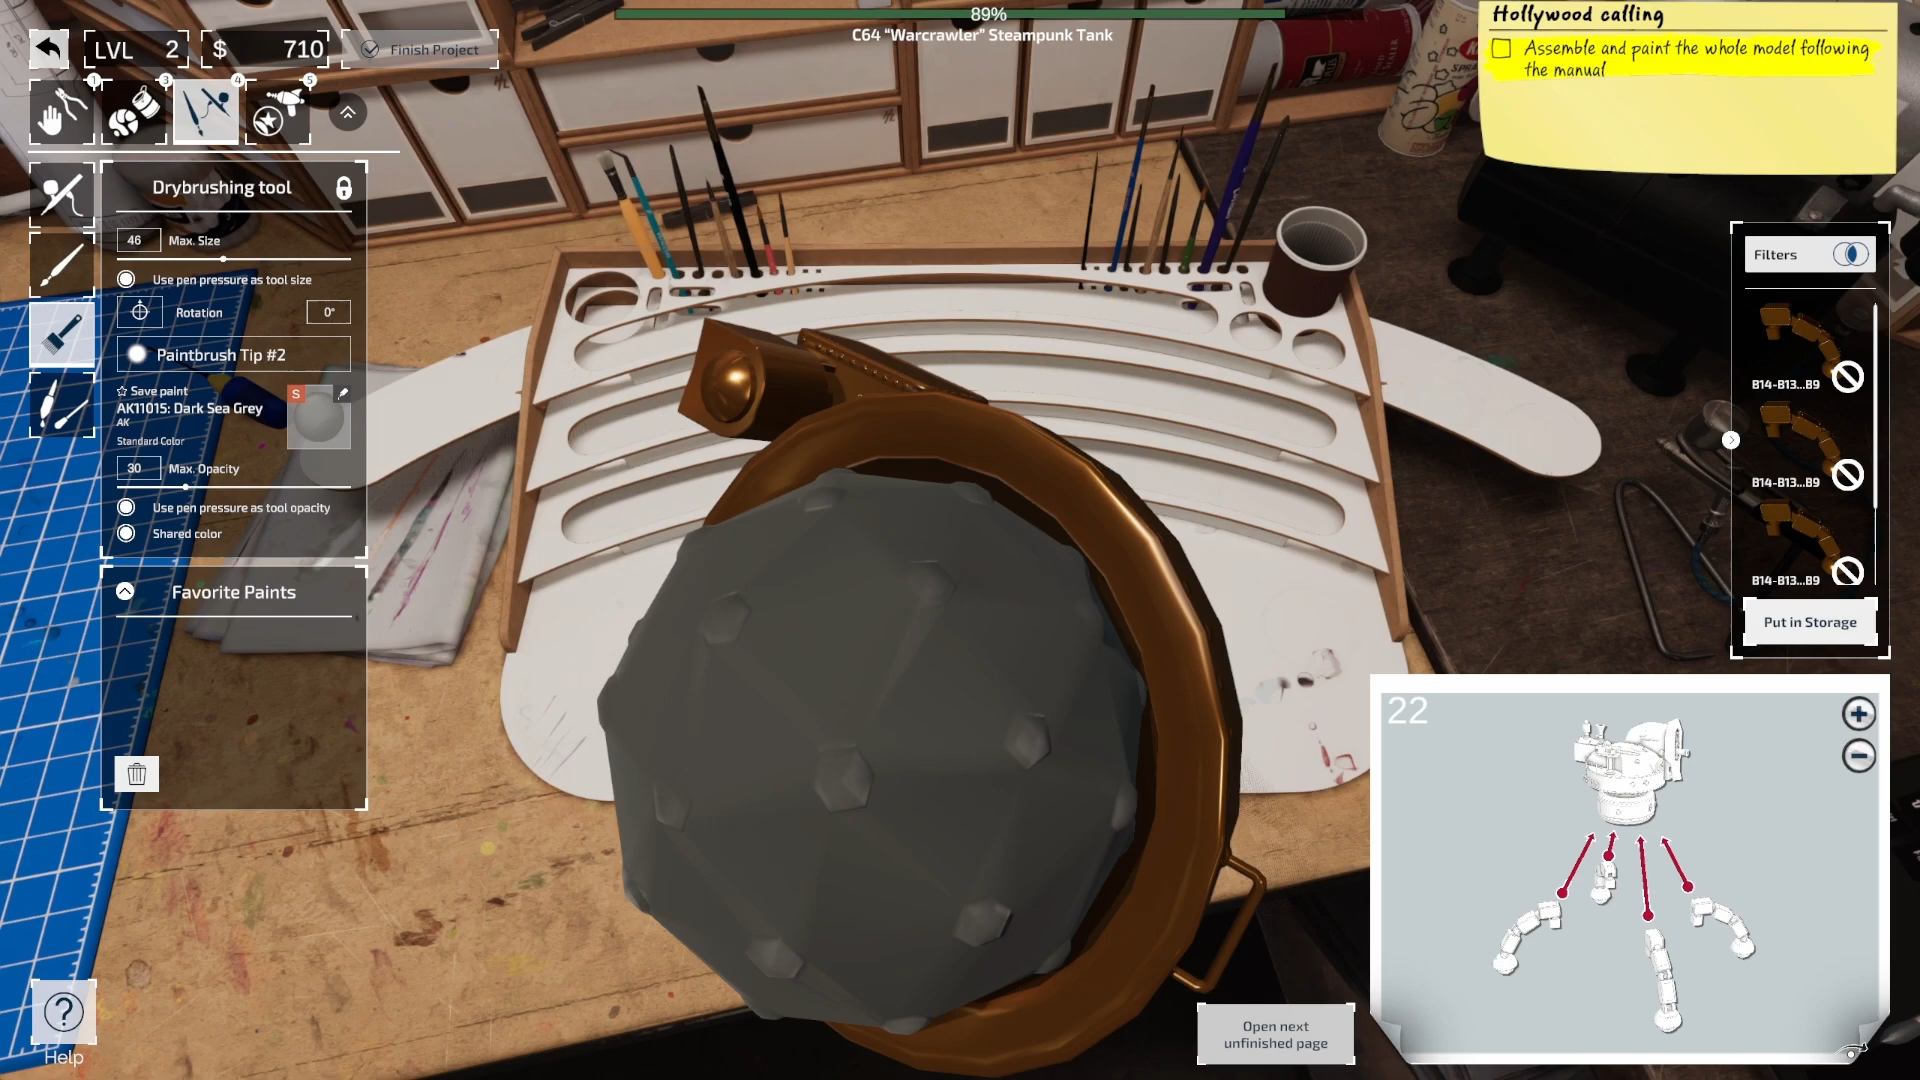 89%
C64 “Warcrawler” Steampunk Tank
LVL 2
$ 710
Finish Project
1
3
4
5
Hollywood calling
Assemble and paint the whole model following
the manual
Drybrushing tool
46 Max. Size
Use pen pressure as tool size
Rotation 0°
Paintbrush Tip #2
Save paint
S
AK11015: Dark Sea Grey
AK
Standard Color
30 Max. Opacity
Use pen pressure as tool opacity
Shared color
Favorite Paints
Help
Filters
B14-B13...B9
B14-B13...B9
B14-B13...B9
Put in Storage
22
Open next
unfinished page